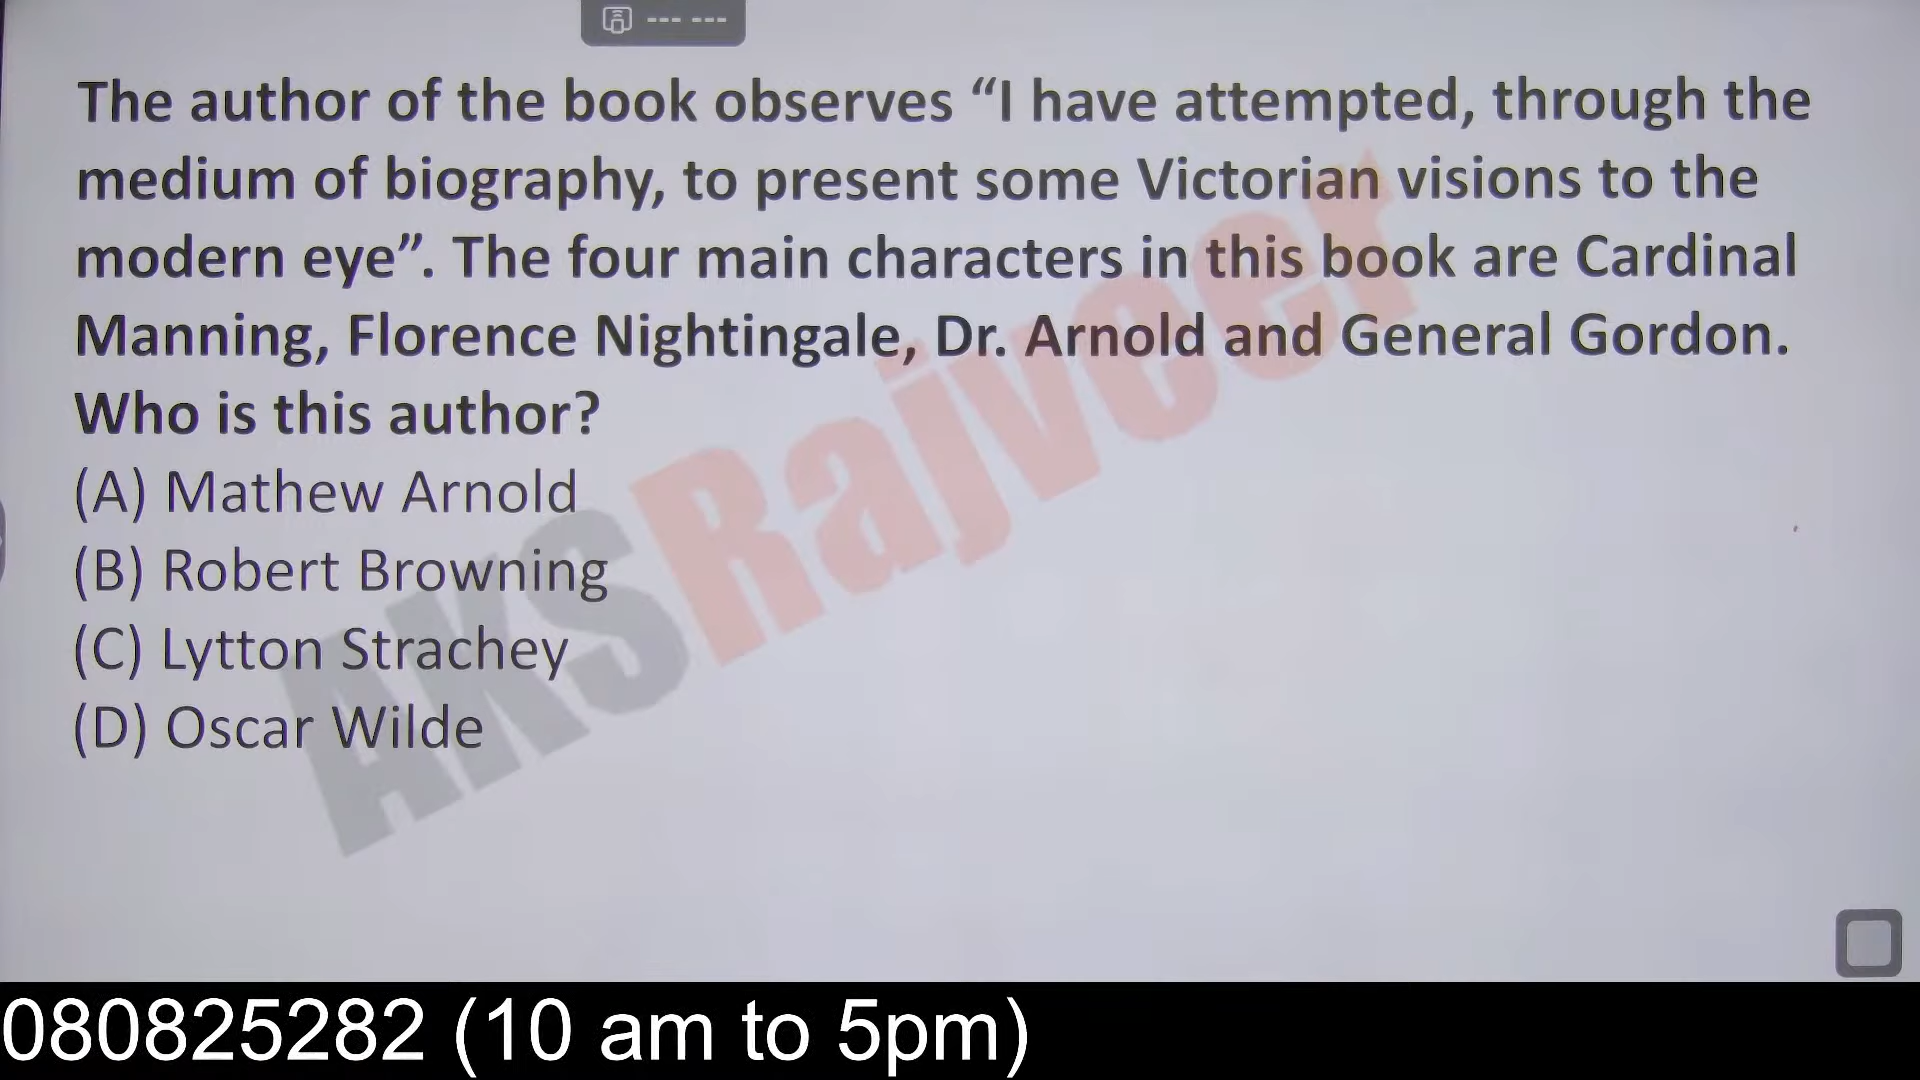 --- ---
The author of the book observes “I have attempted, through the
medium of biography, to present some Victorian visions to the
modern eye”. The four main characters in this book are Cardinal
Manning, Florence Nightingale, Dr. Arnold and General Gordon.
Who is this author?
(A) Mathew Arnold
(B) Robert Browning
(C) Lytton Strachey
(D) Oscar Wilde
AKSRajveer
080825282 (10 am to 5pm)